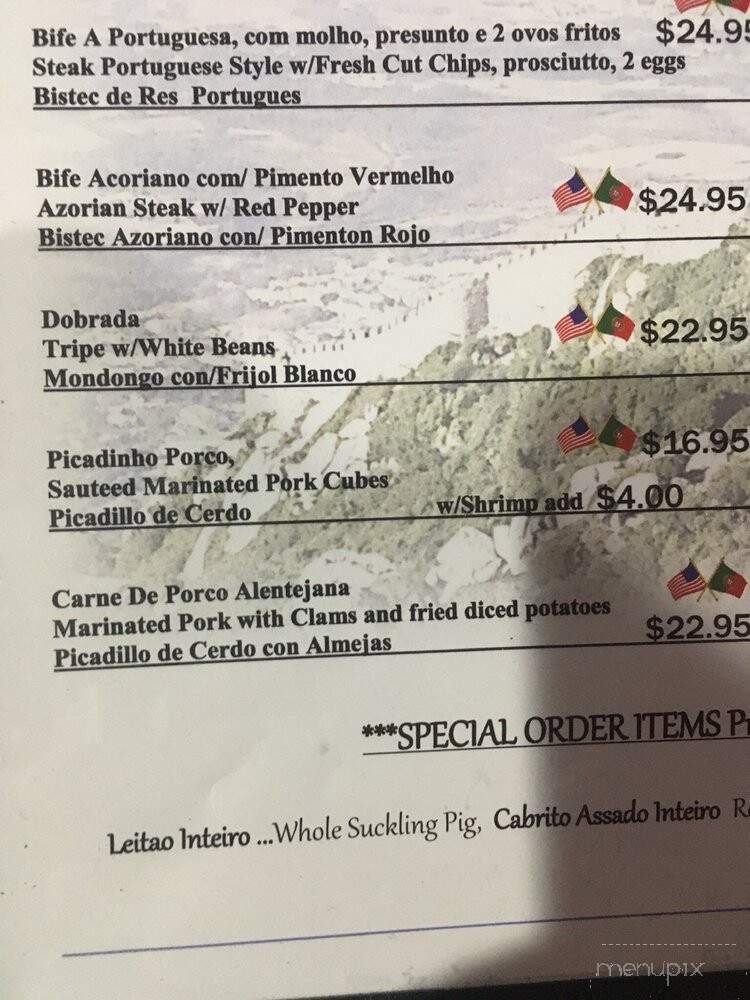 Bife A Portuguesa, com molho, presunto e 2 ovos fritos $24.95
Steak Portuguese Style w/Fresh Cut Chips, prosciutto, 2 eggs
Bistec de Res Portugues
Bife Acoriano com/ Pimento Vermelho
Azorian Steak w/ Red Pepper $24.95
Bistec Azoriano con/ Pimenton Rojo
Dobrada
Tripe w/White Beans $22.95
Mondongo con/Frijol Blanco
Picadinho Porco, $16.95
Sauteed Marinated Pork Cubes
Picadillo de Cerdo w/Shrimp add $4.00
Carne De Porco Alentejana
Marinated Pork with Clams and fried diced potatoes $22.95
Picadillo de Cerdo con Almejas
***SPECIAL ORDER ITEMS
Leitao Inteiro ...Whole Suckling Pig, Cabrito Assado Inteiro
menupix